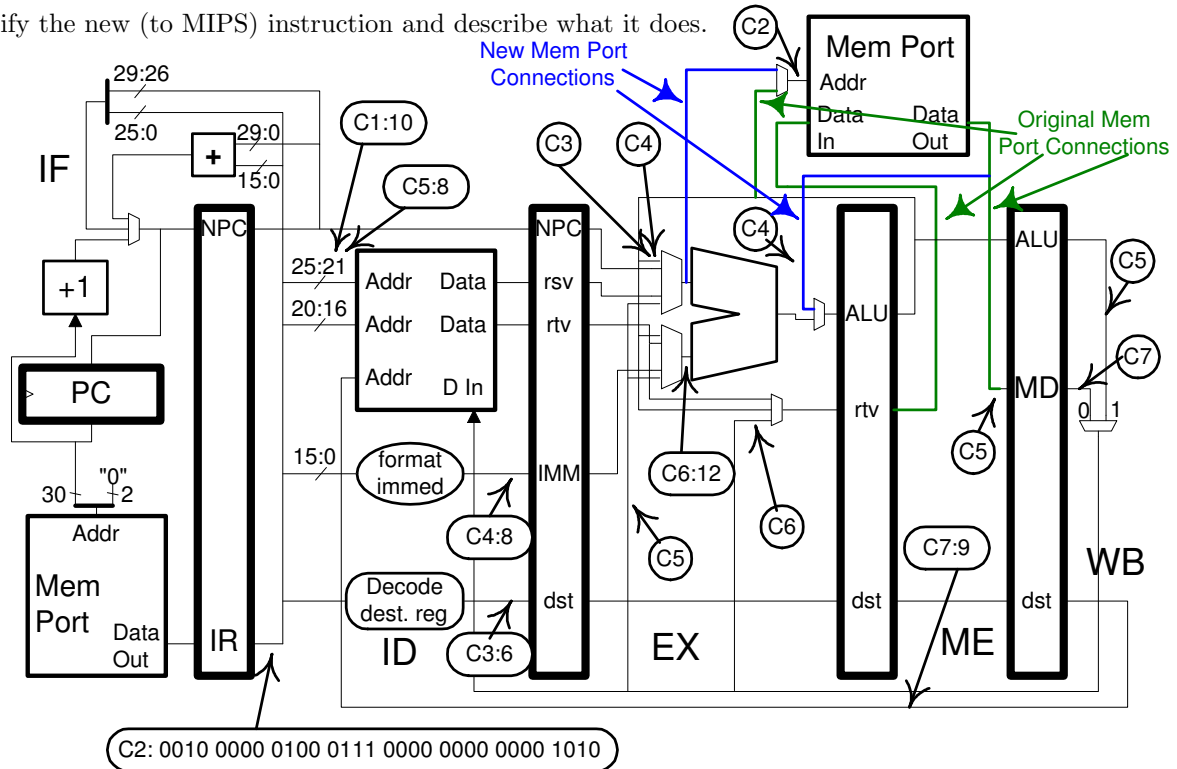 ify the new (to MIPS) instruction and describe what it does.
C2
Mem Port
Addr
Data
In
Data
Out
New Mem Port
Connections
Original Mem
Port Connections
29:26
25:0
29:0
15:0
+
IF
C1:10
C5:8
C3
C4
C4
NPC
NPC
ALU
+1
25:21
20:16
Addr
Data
Addr
Data
Addr
D In
rsv
rtv
ALU
C5
C7
PC
MD
0
1
rtv
15:0
format
immed
IMM
C6:12
C5
30
"0"
2
Addr
Mem
Port
Data
Out
C4:8
C5
C6
C7:9
WB
Decode
dest. reg
dst
dst
dst
IR
ID
C3:6
EX
ME
C2: 0010 0000 0100 0111 0000 0000 0000 1010